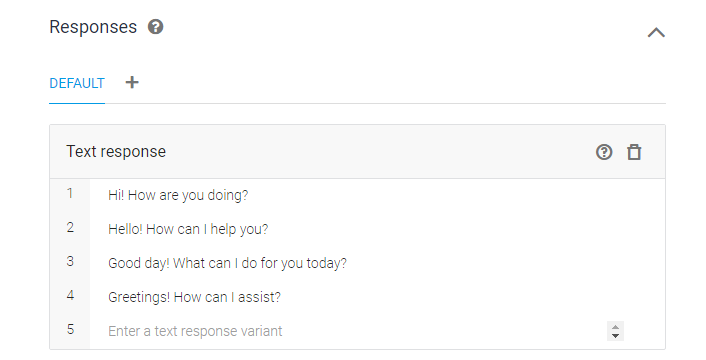 Responses
DEFAULT +
Text response
1 Hi! How are you doing?
2 Hello! How can I help you?
3 Good day! What can I do for you today?
4 Greetings! How can I assist?
5 Enter a text response variant